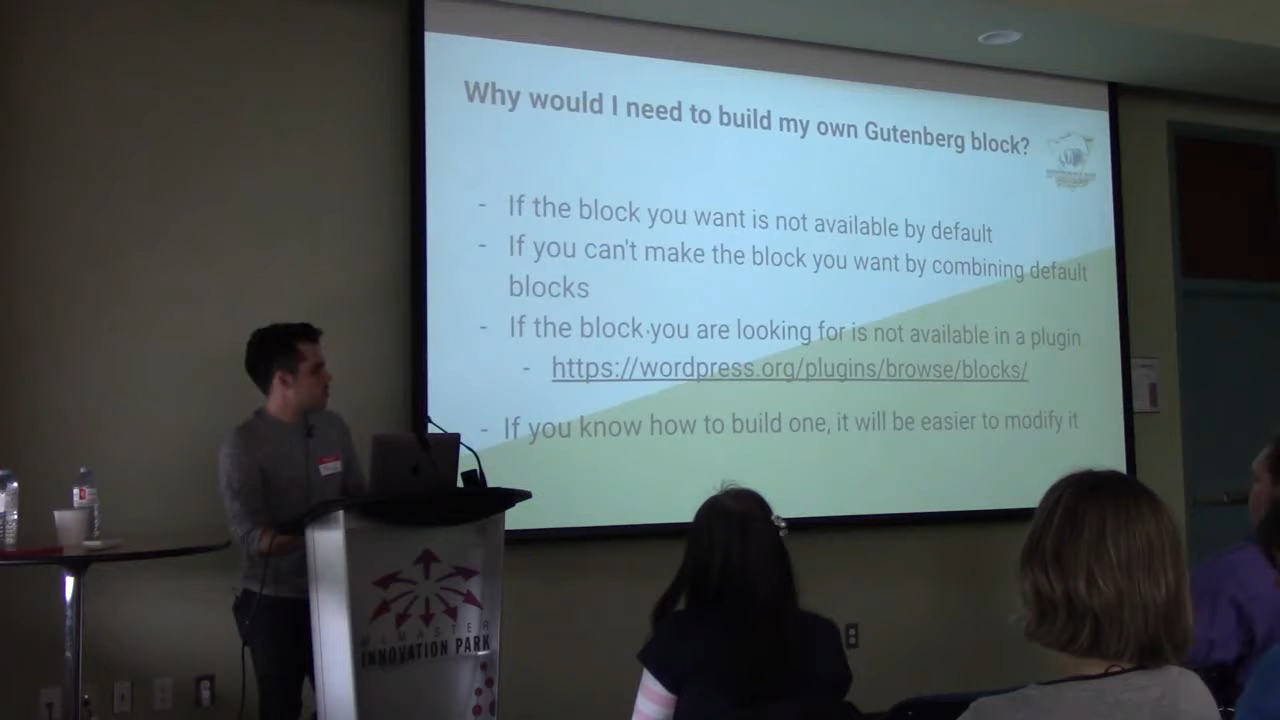 Why would I need to build my own Gutenberg block?
- If the block you want is not available by default
- If you can't make the block you want by combining default
blocks
- If the block you are looking for is not available in a plugin
- https://wordpress.org/plugins/browse/blocks/
- If you know how to build one, it will be easier to modify it
McMASTER
INNOVATION PARK